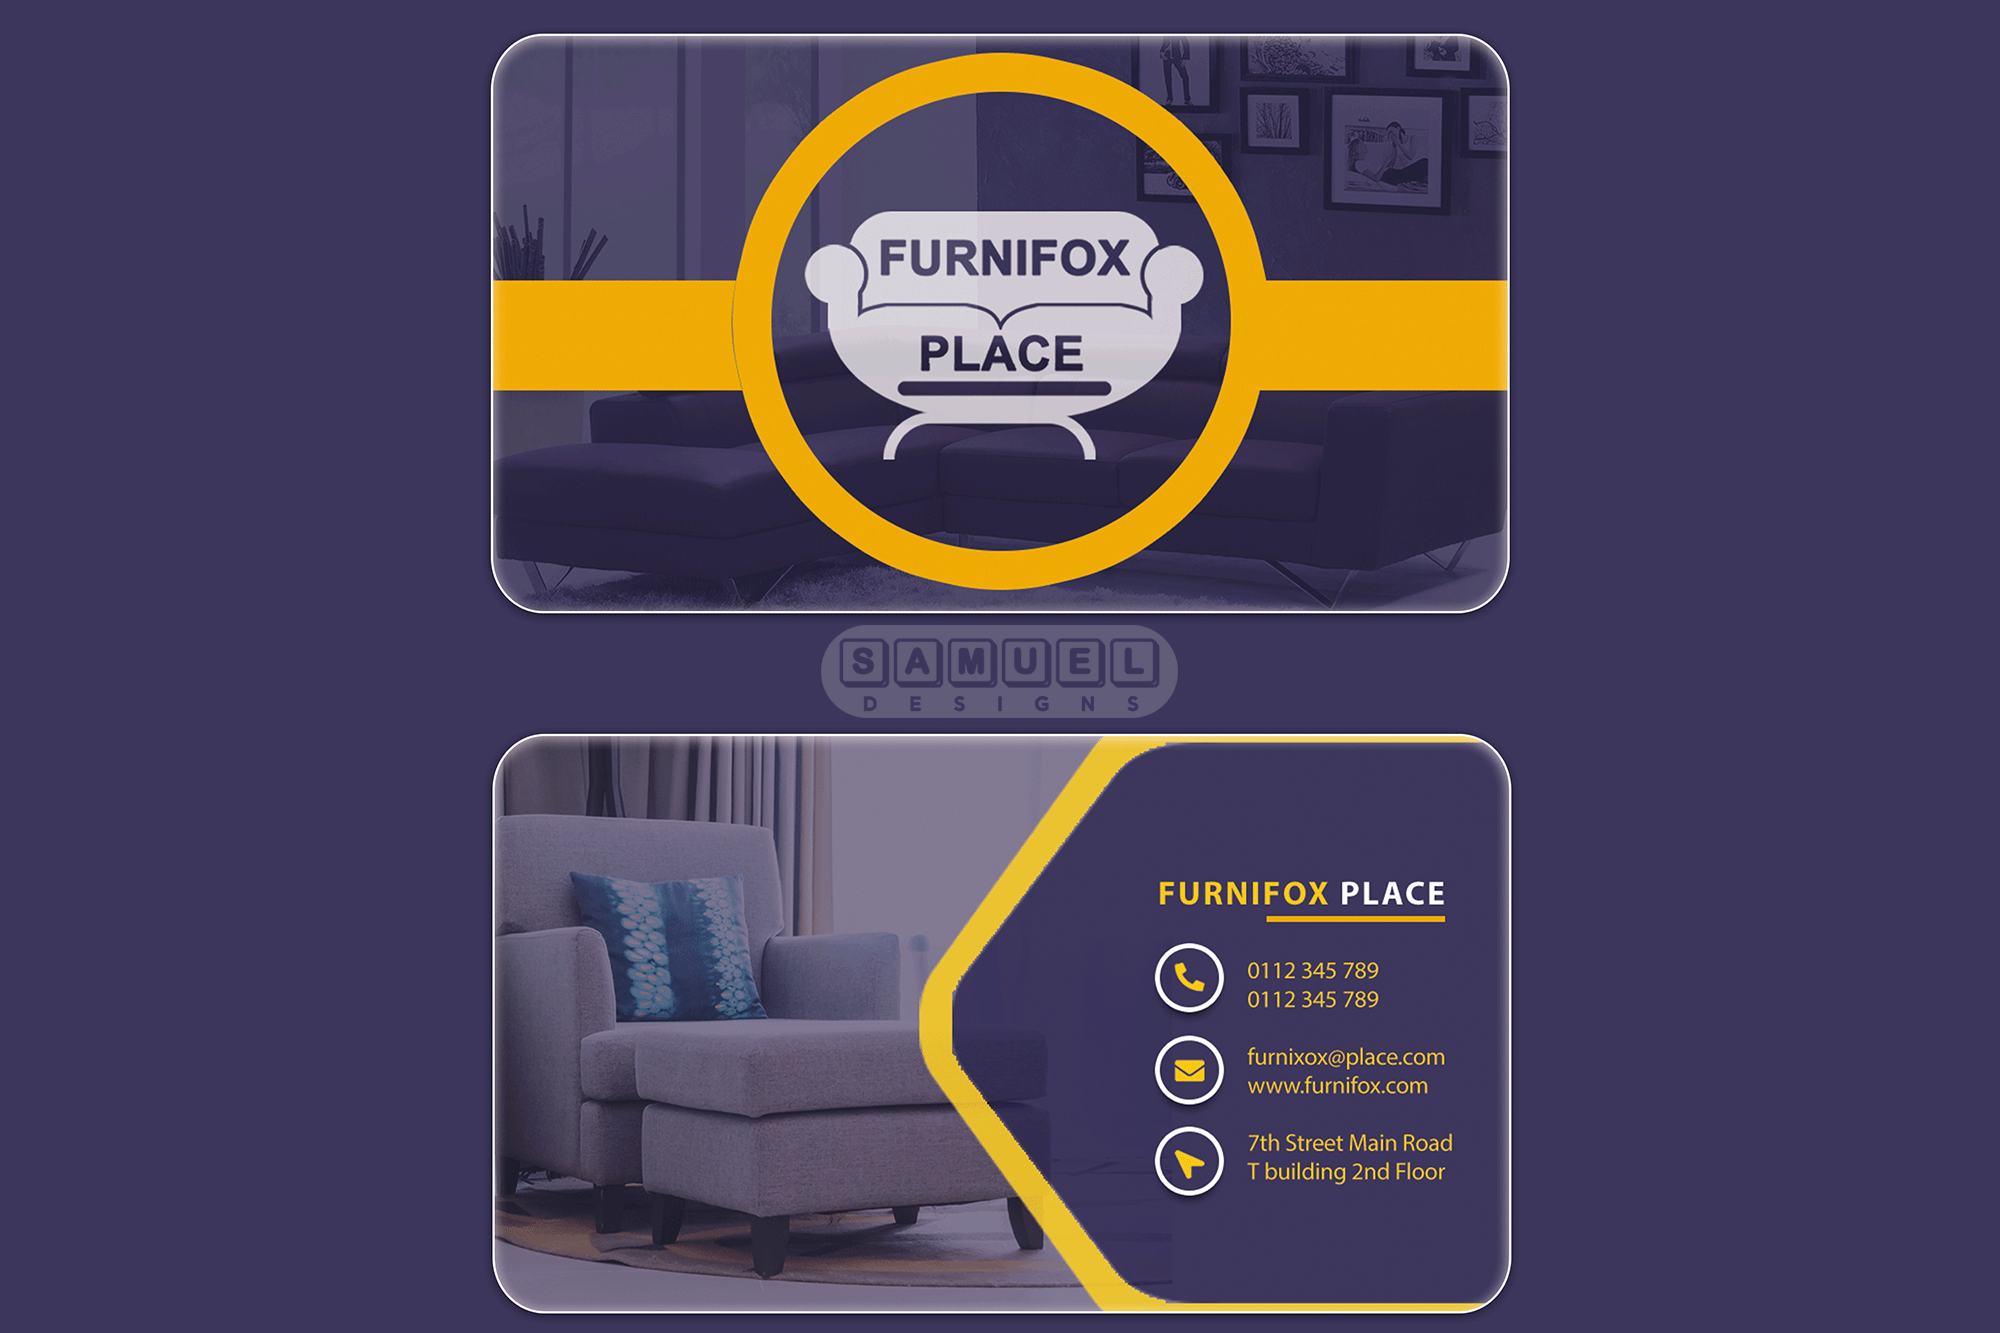 FURNIFOX
PLACE
SAMUEL
DESIGNS
FURNIFOX PLACE
0112 345 789
0112 345 789
furnixox@place.com
www.furnifox.com
7th Street Main Road
T building 2nd Floor